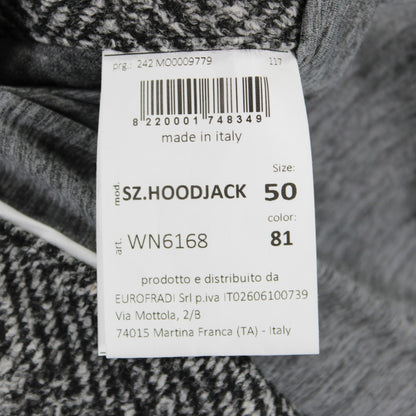 prg.: 242 MO0009779 117
8 220001 748349
made in italy
mod. SZ.HOODJACK Size: 50
art. WN6168 color: 81
prodotto e distribuito da
EUROFRADI Srl p.iva IT02606100739
Via Mottola, 2/B
74015 Martina Franca (TA) - Italy